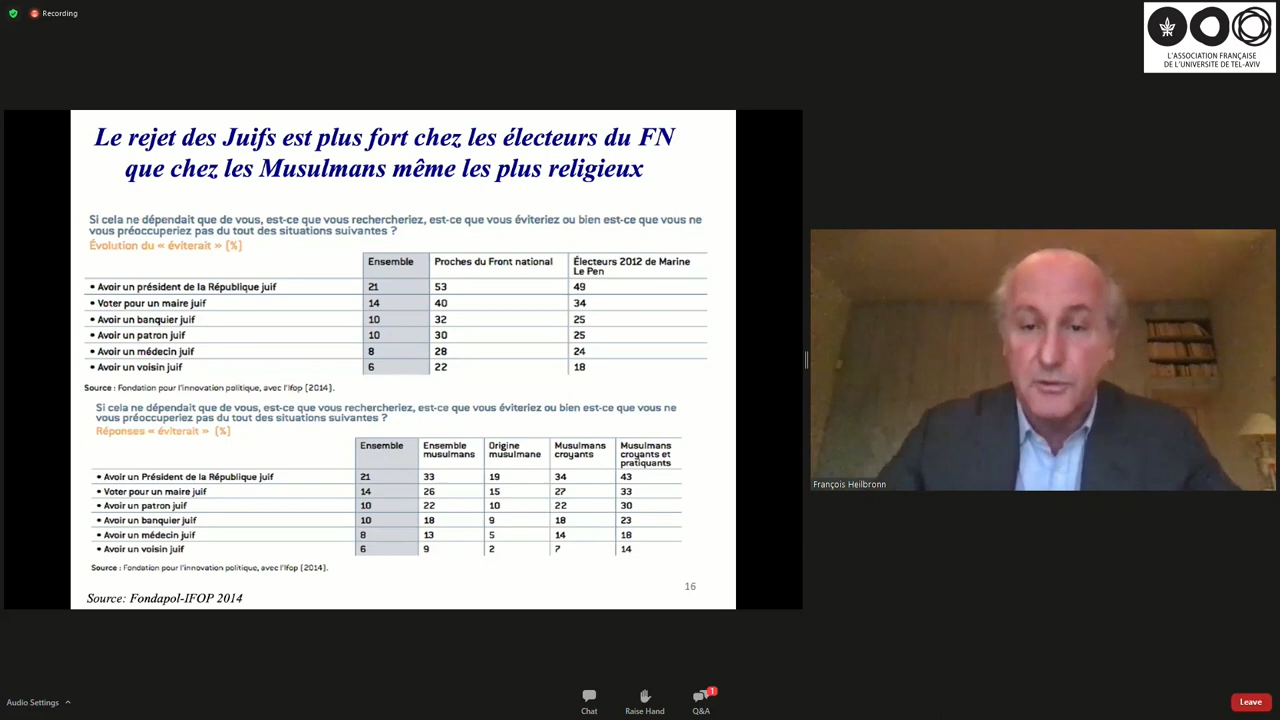 Recording
L'ASSOCIATION FRANÇAISE
DE L'UNIVERSITE DE TEL-AVIV
Le rejet des Juifs est plus fort chez les électeurs du FN
que chez les Musulmans même les plus religieux
Si cela ne dépendait que de vous, est-ce que vous rechercheriez, est-ce que vous éviteriez ou bien est-ce que vous ne
vous préoccuperiez pas du tout des situations suivantes ?
Évolution du « éviterait » (%)
Ensemble Proches du Front national Électeurs 2012 de Marine
Le Pen
• Avoir un président de la République juif 21 53 49
• Voter pour un maire juif 14 40 34
• Avoir un banquier juif 10 32 25
• Avoir un patron juif 10 30 25
• Avoir un médecin juif 8 28 24
• Avoir un voisin juif 6 22 18
Source : Fondation pour l'innovation politique, avec l'Ifop (2014).
Si cela ne dépendait que de vous, est-ce que vous rechercheriez, est-ce que vous éviteriez ou bien est-ce que vous ne
vous préoccuperiez pas du tout des situations suivantes ?
Réponses « éviterait » (%)
Ensemble Ensemble Origine Musulmans Musulmans
musulmans musulmane croyants croyants et
pratiquants
• Avoir un Président de la République juif 21 33 19 34 43
• Voter pour un maire juif 14 26 15 27 33
• Avoir un patron juif 10 22 10 22 30
• Avoir un banquier juif 10 18 9 18 23
• Avoir un médecin juif 8 13 5 14 18
• Avoir un voisin juif 6 9 2 7 14
Source : Fondation pour l'innovation politique, avec l'Ifop (2014).
16
Source: Fondapol-IFOP 2014
François Heilbronn
Audio Settings
Chat
Raise Hand
1
Q&A
Leave